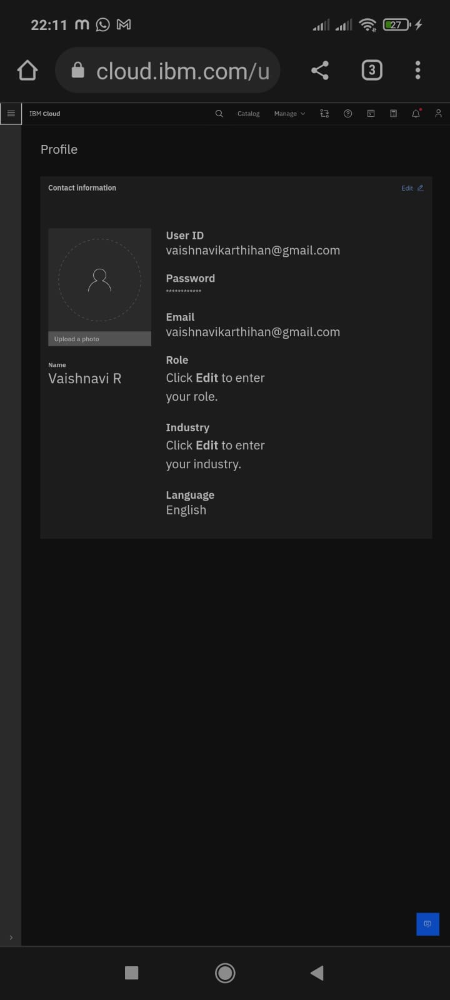 22:11
27
cloud.ibm.com/u
3
IBM Cloud
Catalog
Manage
Profile
Contact information
Edit
User ID
vaishnavikarthihan@gmail.com
Password
************
Email
vaishnavikarthihan@gmail.com
Upload a photo
Name
Vaishnavi R
Role
Click Edit to enter
your role.
Industry
Click Edit to enter
your industry.
Language
English